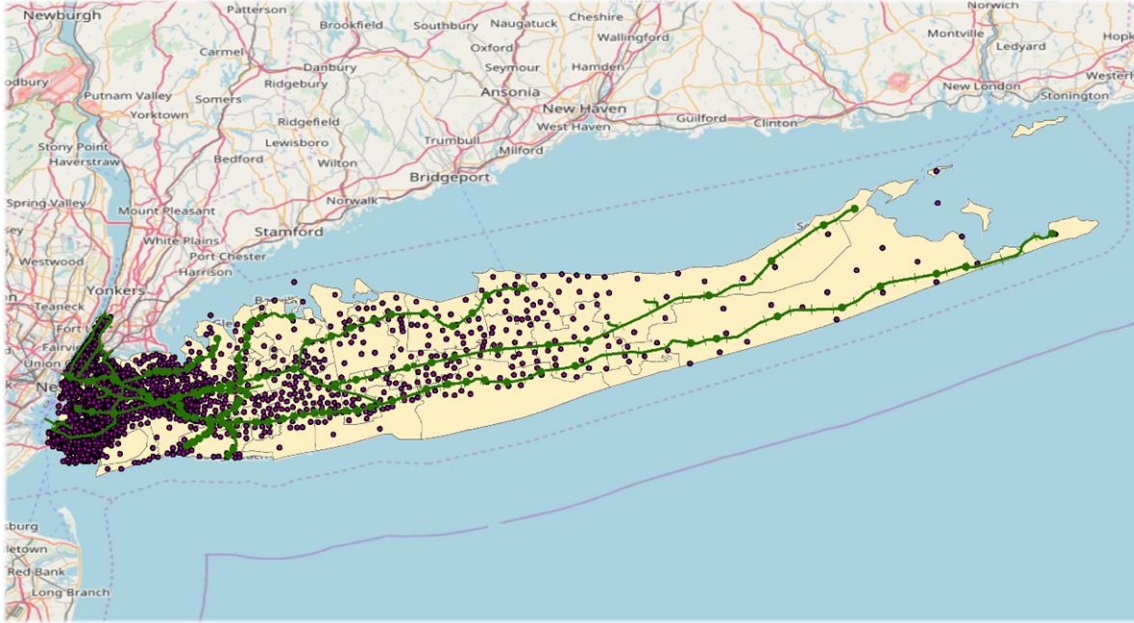 Newburgh
Patterson
Brookfield
Southbury
Naugatuck
Cheshire
Wallingford
Norwich
Montville
Ledyard
Carmel
Danbury
Oxford
Seymour
Hamden
Ridgebury
Putnam Valley
Somers
Ansonia
New Haven
New London
Westerly
Stonington
Yorktown
Ridgefield
West Haven
Guilford
Clinton
Stony Point
Haverstraw
Lewisboro
Trumbull
Milford
Bedford
Wilton
Bridgeport
Spring Valley
Mount Pleasant
Norwalk
White Plains
Stamford
Westwood
Port Chester
Harrison
Yonkers
Teaneck
Red Bank
Long Branch